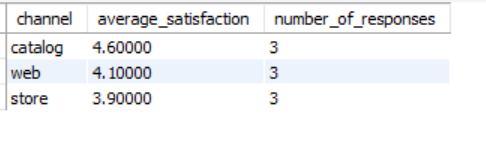 channel average_satisfaction number_of_responses
catalog 4.60000 3
web 4.10000 3
store 3.90000 3